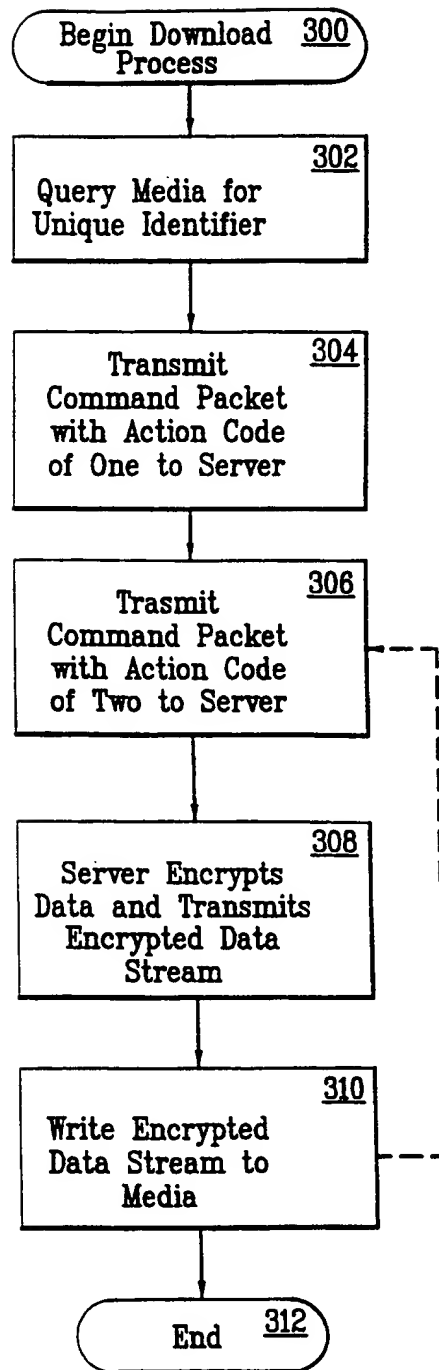 Begin Download 300
Process
302
Query Media for
Unique Identifier
304
Transmit
Command Packet
with Action Code
of One to Server
306
Trasmit
Command Packet
with Action Code
of Two to Server
308
Server Encrypts
Data and Transmits
Encrypted Data
Stream
310
Write Encrypted
Data Stream to
Media
End 312